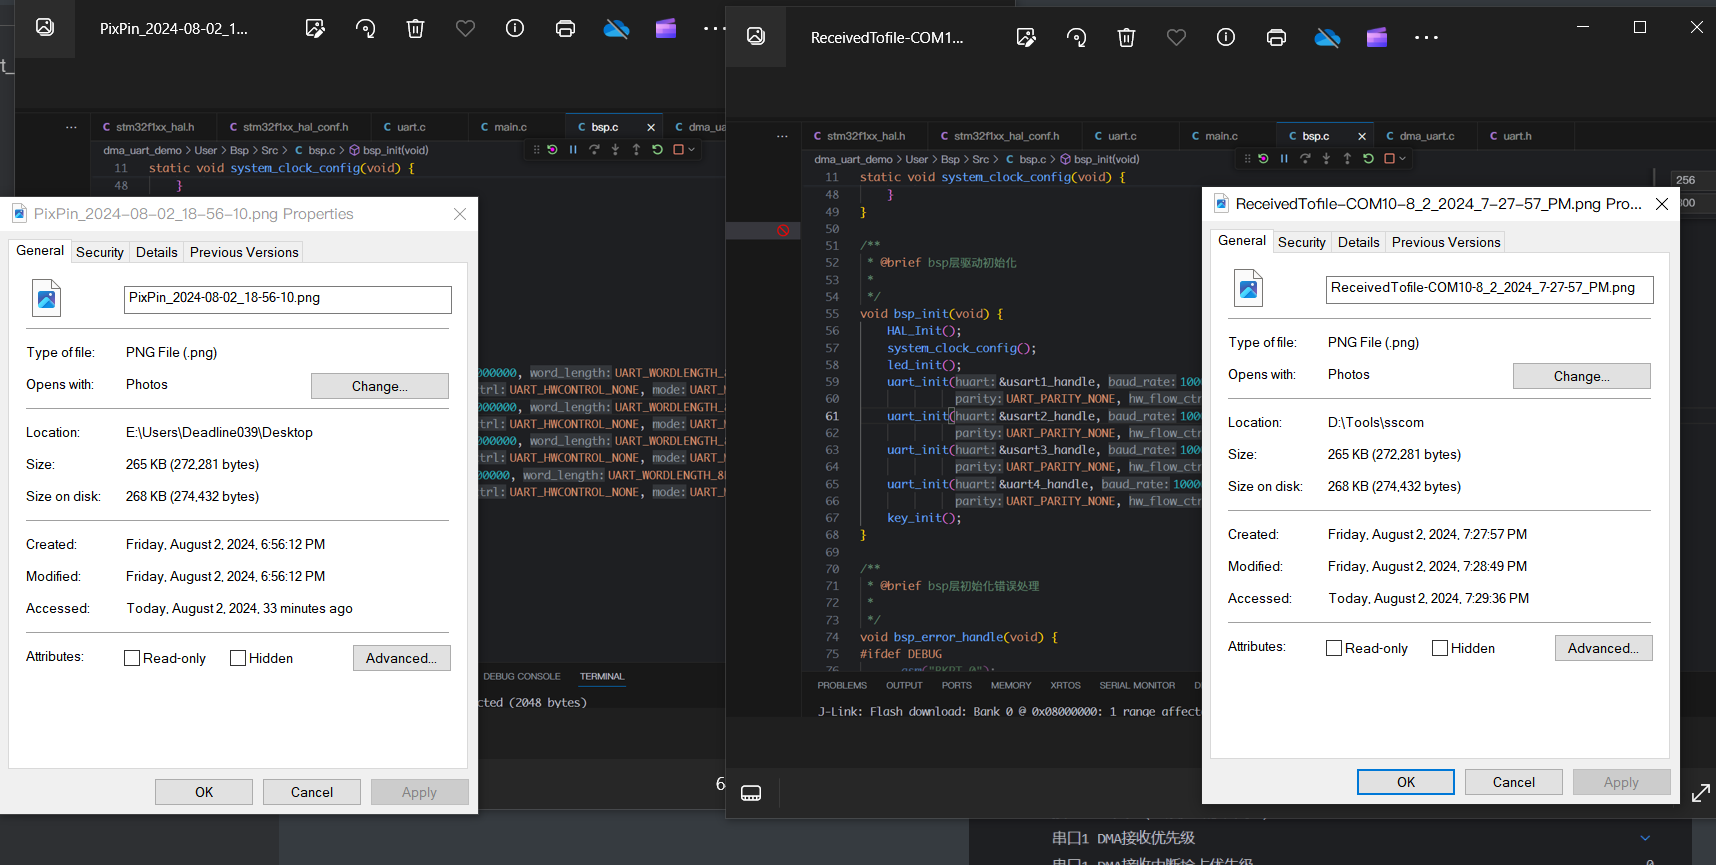 PixPin_2024-08-02_1...
stm32f1xx_hal.h
stm32f1xx_hal_conf.h
uart.c
main.c
bsp.c
dma_ua
dma_uart_demo > User > Bsp > Src > C bsp.c > bsp_init(void)
11 static void system_clock_config(void) {
48 }
PixPin_2024-08-02_18-56-10.png Properties
General
Security
Details
Previous Versions
PixPin_2024-08-02_18-56-10.png
Type of file: PNG File (.png)
Opens with: Photos
Change...
Location: E:\Users\Deadline039\Desktop
Size: 265 KB (272,281 bytes)
Size on disk: 268 KB (274,432 bytes)
Created: Friday, August 2, 2024, 6:56:12 PM
Modified: Friday, August 2, 2024, 6:56:12 PM
Accessed: Today, August 2, 2024, 33 minutes ago
Attributes: Read-only Hidden
Advanced...
OK
Cancel
Apply
000000, word_length: UART_WORDLENGTH_8
ctrl: UART_HWCONTROL_NONE, mode: UART_M
000000, word_length: UART_WORDLENGTH_8
ctrl: UART_HWCONTROL_NONE, mode: UART_M
000000, word_length: UART_WORDLENGTH_8
ctrl: UART_HWCONTROL_NONE, mode: UART_M
00000, word_length: UART_WORDLENGTH_8
ctrl: UART_HWCONTROL_NONE, mode: UART_M
DEBUG CONSOLE
TERMINAL
cted (2048 bytes)
6
ReceivedTofile-COM1...
stm32f1xx_hal.h
stm32f1xx_hal_conf.h
uart.c
main.c
bsp.c
dma_uart.c
uart.h
dma_uart_demo > User > Bsp > Src > C bsp.c > bsp_init(void)
11 static void system_clock_config(void) {
48 }
49 }
50
51 /**
52 * @brief bsp层驱动初始化
53 *
54 */
55 void bsp_init(void) {
56 HAL_Init();
57 system_clock_config();
58 led_init();
59 uart_init(huart: &usart1_handle, baud_rate: 100
60 parity: UART_PARITY_NONE, hw_flow_ctr
61 uart_init(huart: &usart2_handle, baud_rate: 100
62 parity: UART_PARITY_NONE, hw_flow_ctr
63 uart_init(huart: &usart3_handle, baud_rate: 100
64 parity: UART_PARITY_NONE, hw_flow_ctr
65 uart_init(huart: &uart4_handle, baud_rate: 1000
66 parity: UART_PARITY_NONE, hw_flow_ctr
67 key_init();
68 }
69
70 /**
71 * @brief bsp层初始化错误处理
72 *
73 */
74 void bsp_error_handle(void) {
75 #ifdef DEBUG
76 asm("BKPT 0");
PROBLEMS
OUTPUT
PORTS
MEMORY
XRTOS
SERIAL MONITOR
D
J-Link: Flash download: Bank 0 @ 0x08000000: 1 range affecte
256
ReceivedTofile-COM10-8_2_2024_7-27-57_PM.png Pro...
General
Security
Details
Previous Versions
ReceivedTofile-COM10-8_2_2024_7-27-57_PM.png
Type of file: PNG File (.png)
Opens with: Photos
Change...
Location: D:\Tools\sscom
Size: 265 KB (272,281 bytes)
Size on disk: 268 KB (274,432 bytes)
Created: Friday, August 2, 2024, 7:27:57 PM
Modified: Friday, August 2, 2024, 7:28:49 PM
Accessed: Today, August 2, 2024, 7:29:36 PM
Attributes: Read-only Hidden
Advanced...
OK
Cancel
Apply
串口1 DMA接收优先级
串口1 DMA接收中断抢占优先级